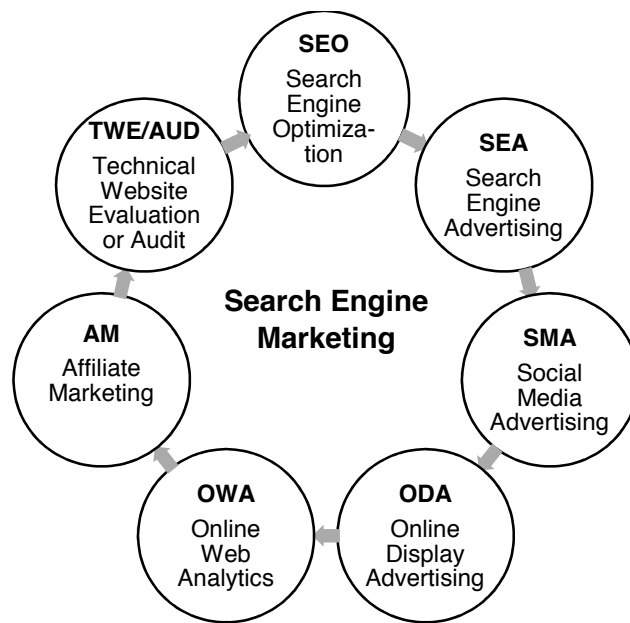 SEO
Search
Engine
Optimiza-
tion
SEA
Search
Engine
Advertising
SMA
Social
Media
Advertising
ODA
Online
Display
Advertising
OWA
Online
Web
Analytics
AM
Affiliate
Marketing
TWE/AUD
Technical
Website
Evaluation
or Audit
Search Engine
Marketing